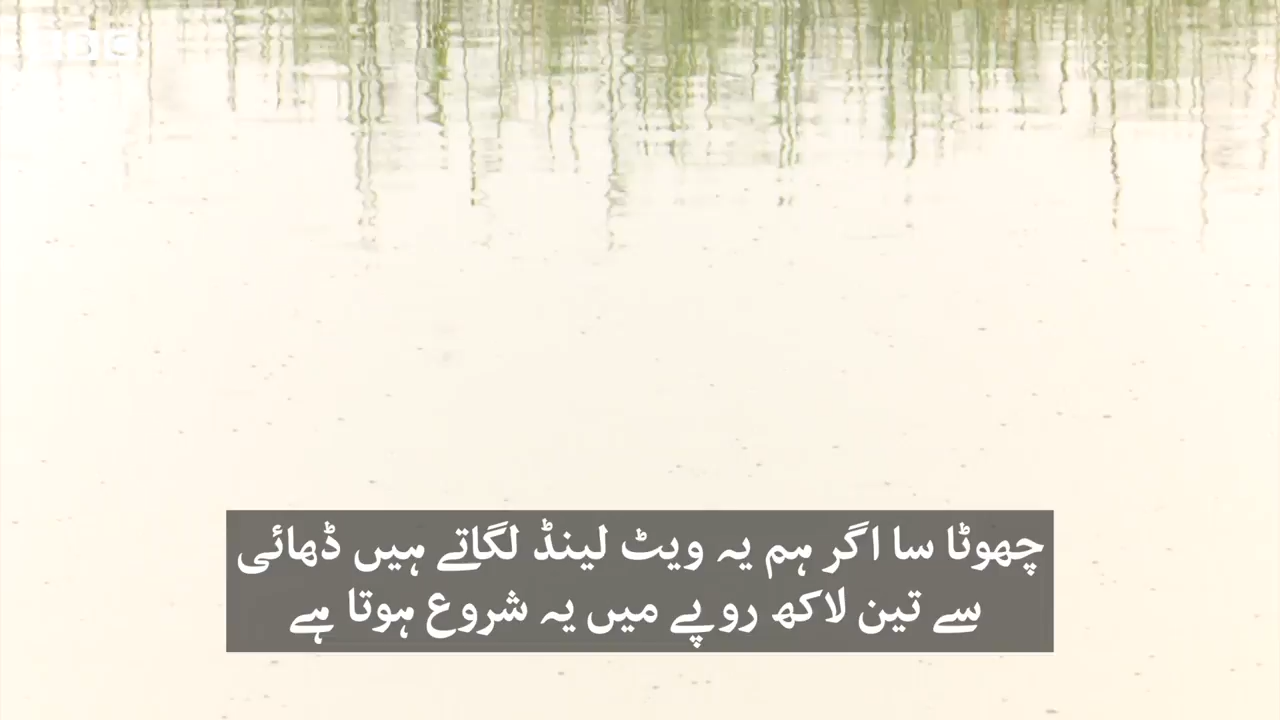 BBC
چھوٹا سا اگر ہم یہ ویٹ لینڈ لگاتے ہیں ڈھائی
سے تین لاکھ روپے میں یہ شروع ہوتا ہے